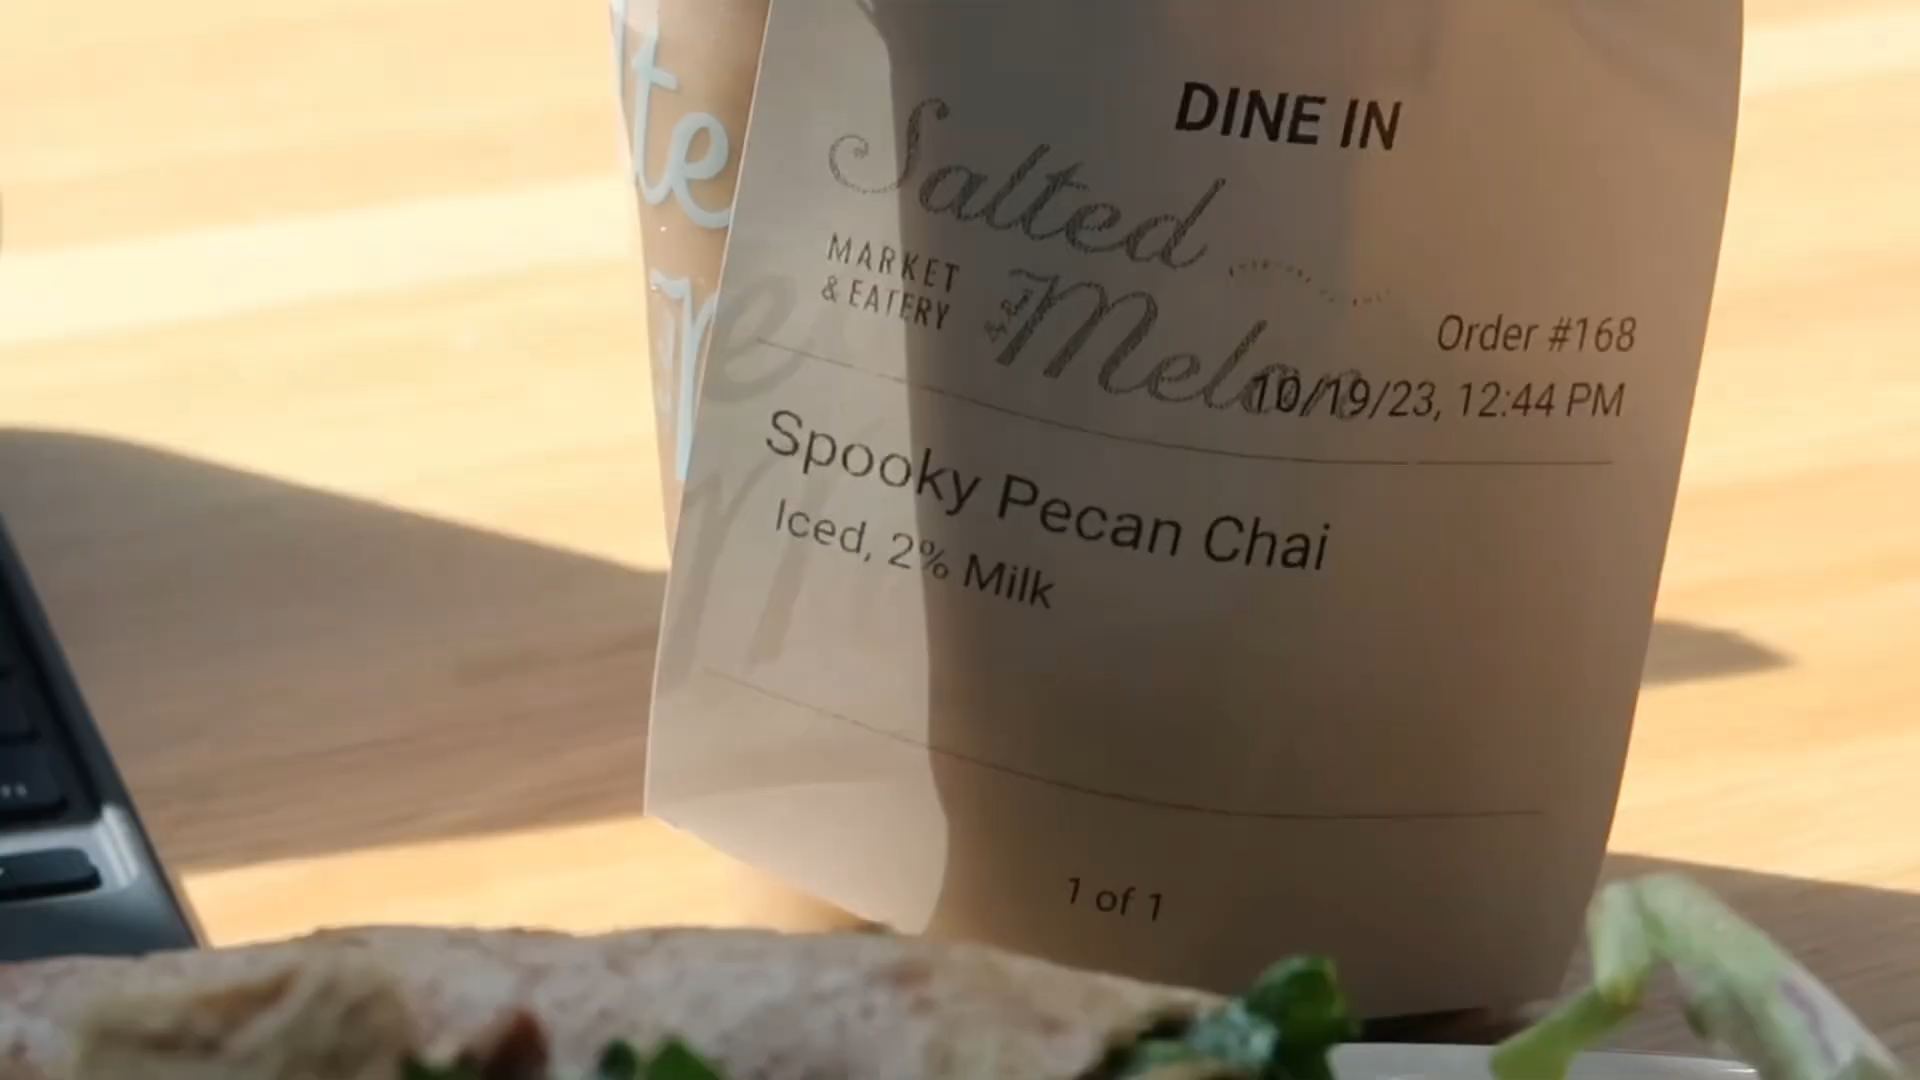 DINE IN
Salted
Melon
MARKET
& EATERY
Order #168
10/19/23, 12:44 PM
Spooky Pecan Chai
Iced, 2% Milk
1 of 1